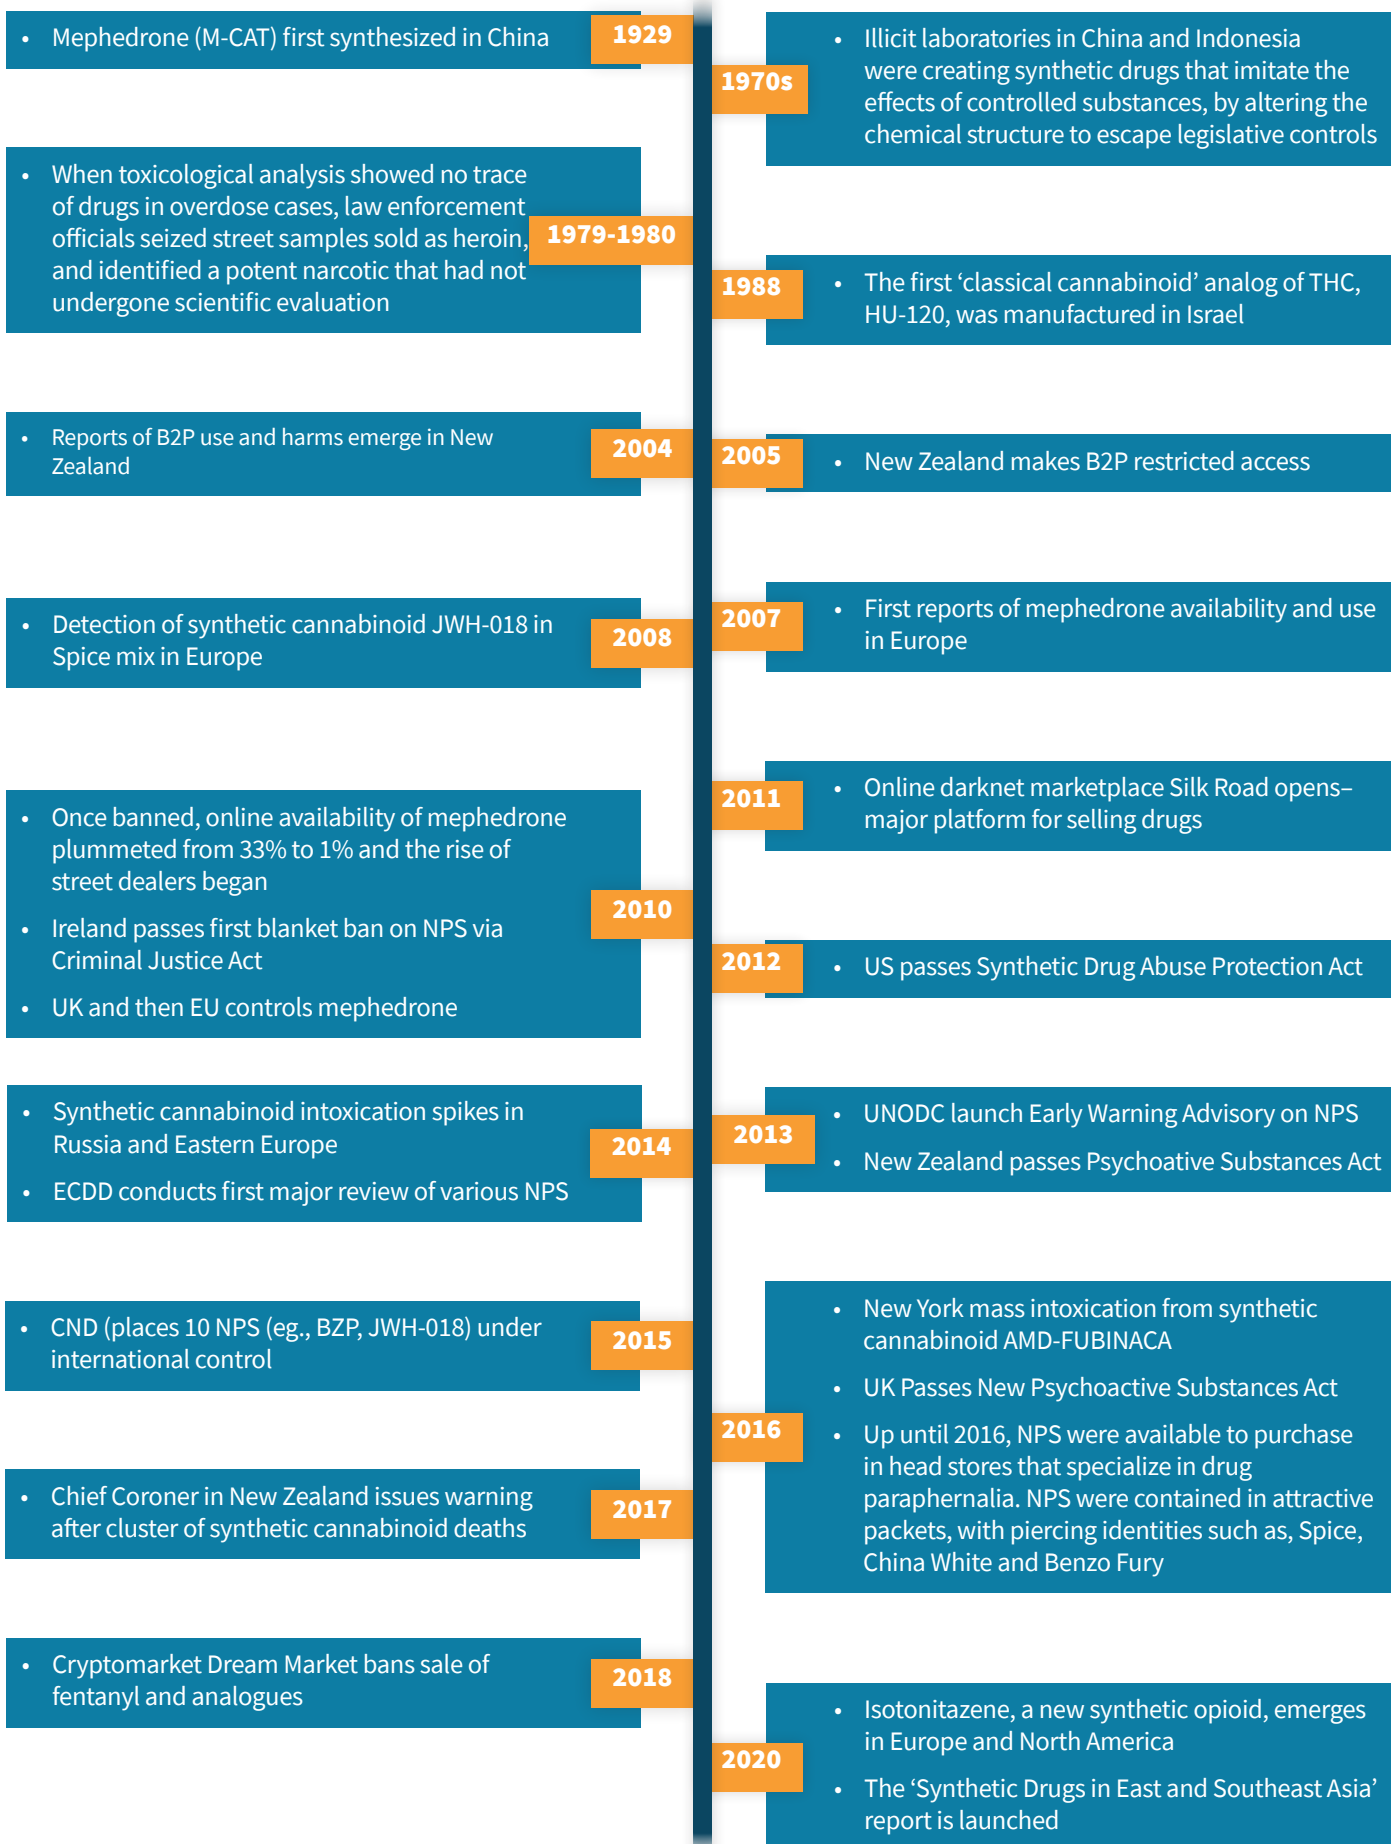 • Mephedrone (M-CAT) first synthesized in China
1929
1970s
• Illicit laboratories in China and Indonesia
were creating synthetic drugs that imitate the
effects of controlled substances, by altering the
chemical structure to escape legislative controls
• When toxicological analysis showed no trace
of drugs in overdose cases, law enforcement
officials seized street samples sold as heroin,
and identified a potent narcotic that had not
undergone scientific evaluation
1979-1980
1988
• The first ‘classical cannabinoid’ analog of THC,
HU-120, was manufactured in Israel
• Reports of B2P use and harms emerge in New
Zealand
2004
2005
• New Zealand makes B2P restricted access
2007
• First reports of mephedrone availability and use
in Europe
• Detection of synthetic cannabinoid JWH-018 in
Spice mix in Europe
2008
2011
• Online darknet marketplace Silk Road opens–
major platform for selling drugs
• Once banned, online availability of mephedrone
plummeted from 33% to 1% and the rise of
street dealers began
• Ireland passes first blanket ban on NPS via
Criminal Justice Act
• UK and then EU controls mephedrone
2010
2012
• US passes Synthetic Drug Abuse Protection Act
• Synthetic cannabinoid intoxication spikes in
Russia and Eastern Europe
• ECDD conducts first major review of various NPS
2014
2013
• UNODC launch Early Warning Advisory on NPS
• New Zealand passes Psychoative Substances Act
• CND (places 10 NPS (eg., BZP, JWH-018) under
international control
2015
2016
• New York mass intoxication from synthetic
cannabinoid AMD-FUBINACA
• UK Passes New Psychoactive Substances Act
• Up until 2016, NPS were available to purchase
in head stores that specialize in drug
paraphernalia. NPS were contained in attractive
packets, with piercing identities such as, Spice,
China White and Benzo Fury
• Chief Coroner in New Zealand issues warning
after cluster of synthetic cannabinoid deaths
2017
• Cryptomarket Dream Market bans sale of
fentanyl and analogues
2018
2020
• Isotonitazene, a new synthetic opioid, emerges
in Europe and North America
• The ‘Synthetic Drugs in East and Southeast Asia’
report is launched